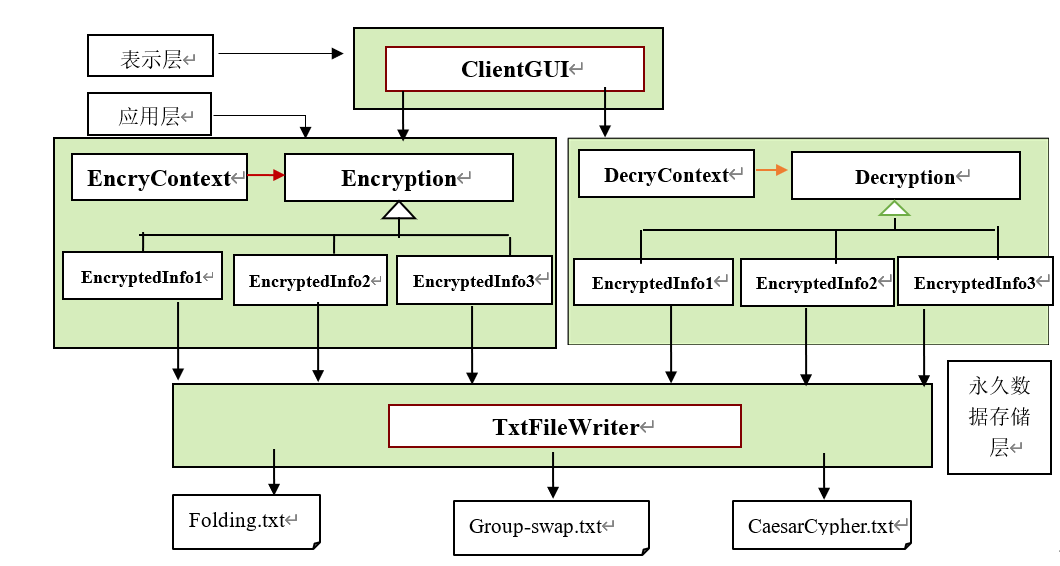 表示层
ClientGUI
应用层
EncryContext
Encryption
DecryContext
Decryption
EncryptedInfo1
EncryptedInfo2
EncryptedInfo3
EncryptedInfo1
EncryptedInfo2
EncryptedInfo3
永久数
据存储
层
TxtFileWriter
Folding.txt
Group-swap.txt
CaesarCypher.txt